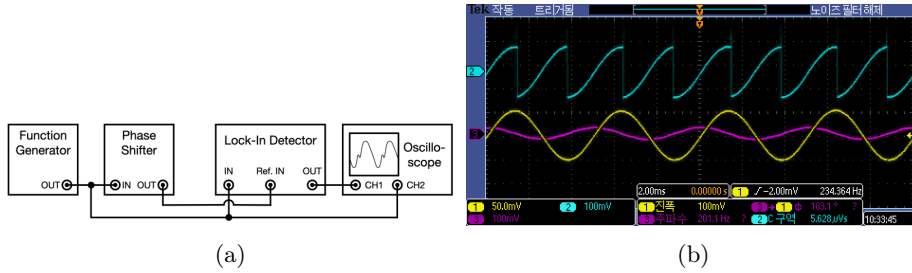 Function
Generator
OUT
Phase
Shifter
IN OUT
Lock-In Detector
IN Ref. IN OUT
Oscillo-
scope
CH1 CH2
(a)
Tek 작동 트리거됨 노이즈 필터 해제
2
3
2.00ms 0.00000 s 1 -2.00mV 234.364 Hz
1 50.0mV 2 100mV 1 진폭 100mV 3 → 1 Φ 103.1 ° ?
3 100mV 3 주파수 201.1 Hz ? 2 C 구역 5.628µVs
10:33:45
(b)